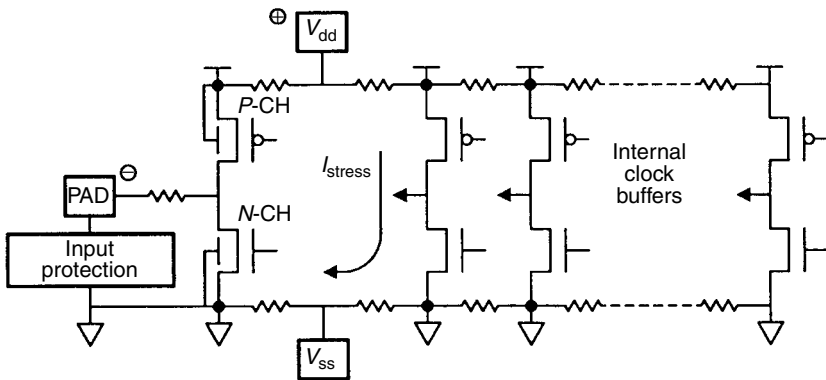 ⊕
Vdd
P-CH
PAD
⊖
N-CH
Input
protection
Istress
Internal
clock
buffers
Vss